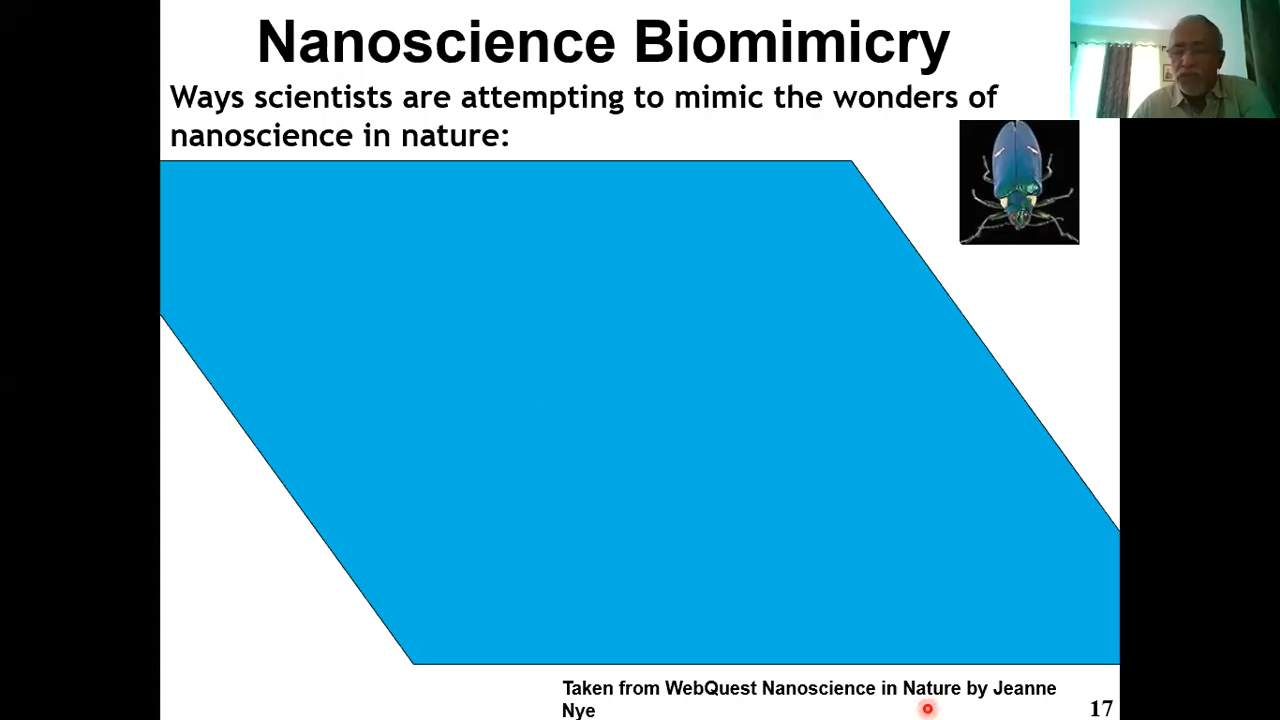 Nanoscience Biomimicry
Ways scientists are attempting to mimic the wonders of
nanoscience in nature:
Taken from WebQuest Nanoscience in Nature by Jeanne
Nye
17